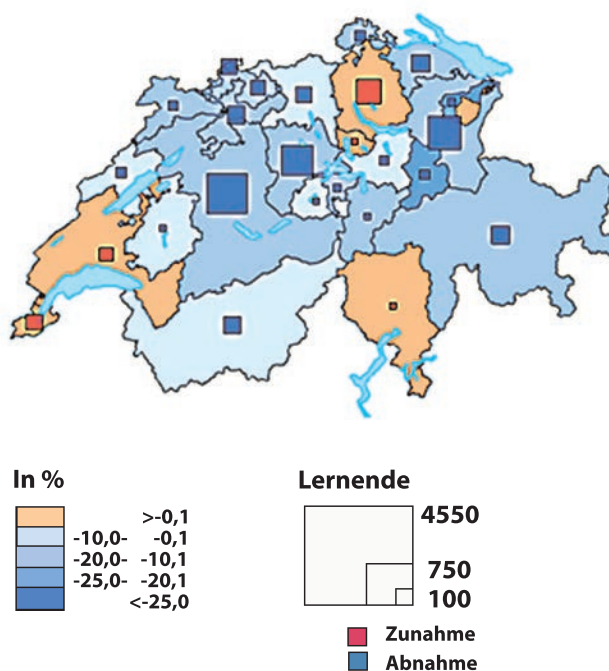 In %
>-0,1
-10,0- -0,1
-20,0- -10,1
-25,0- -20,1
<-25,0
Lernende
4550
750
100
Zunahme
Abnahme